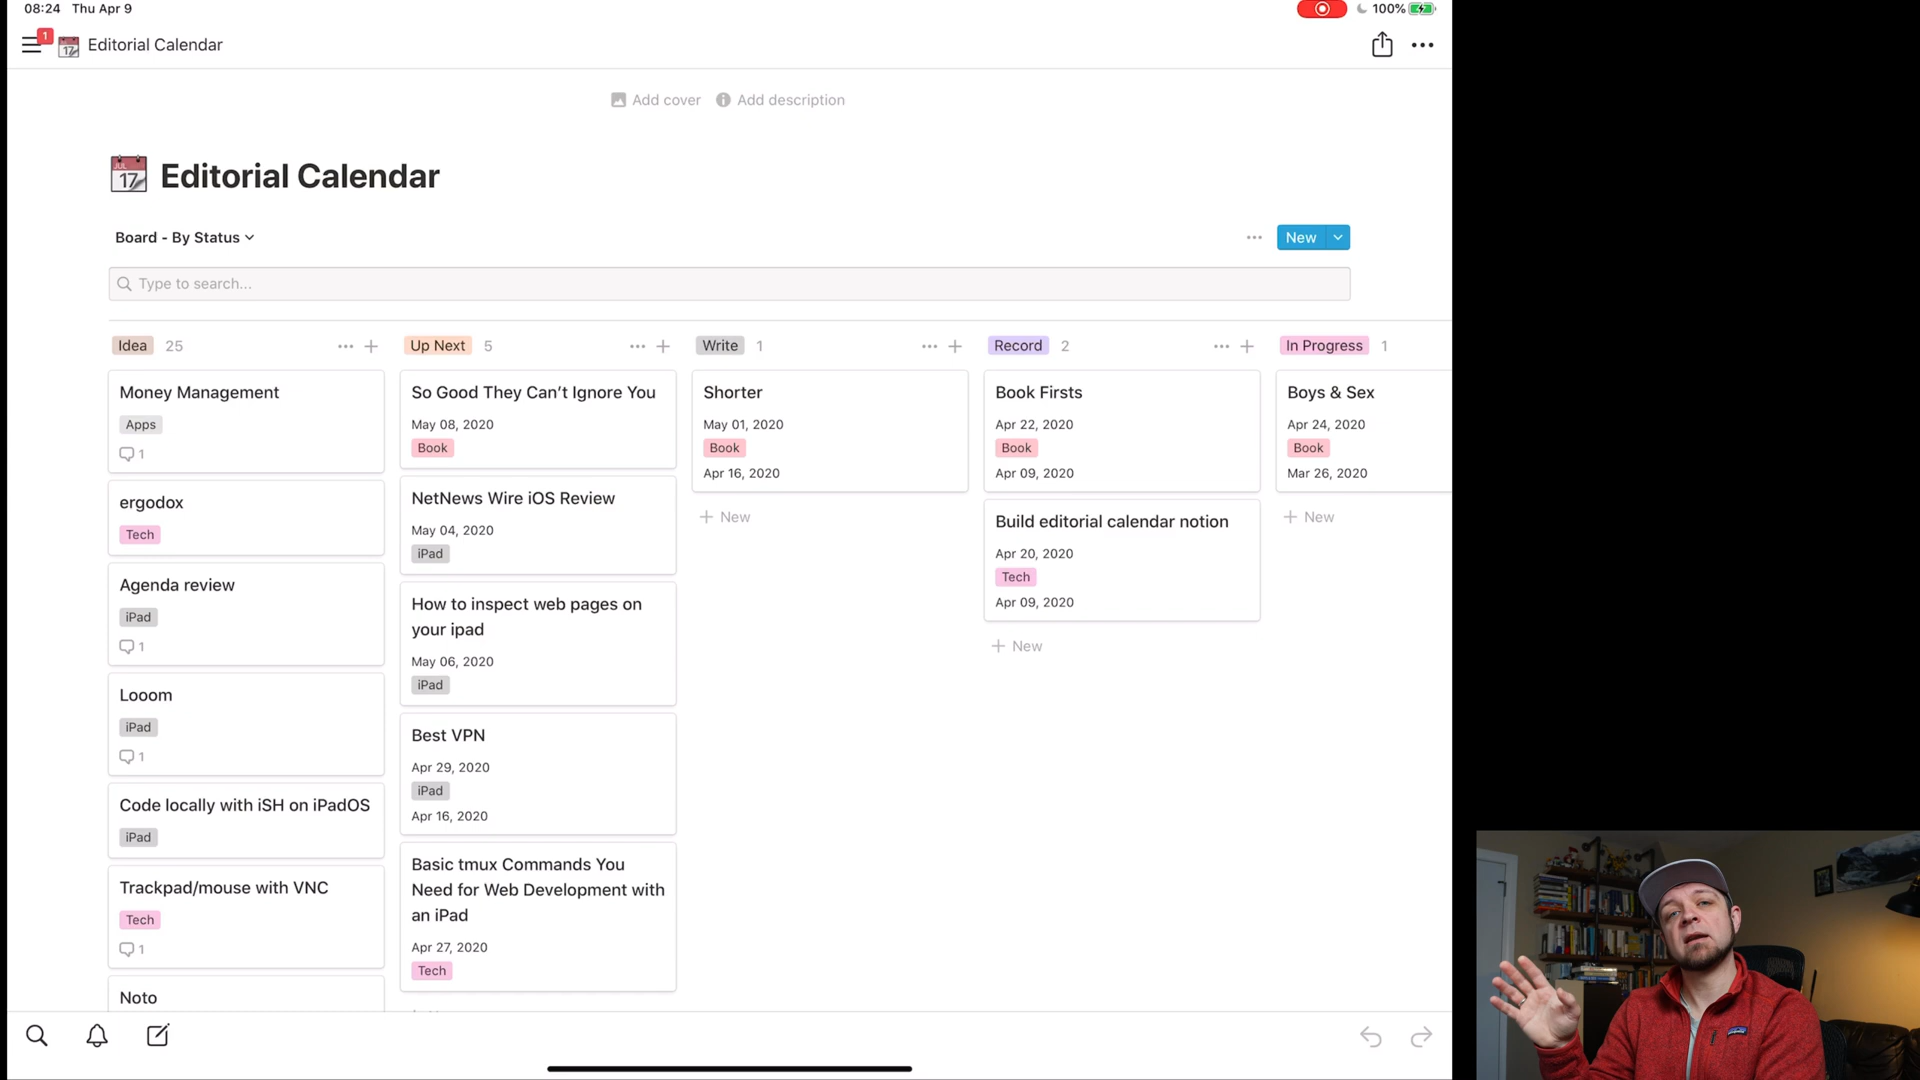 08:24 Thu Apr 9
100%
1
Editorial Calendar
Add cover
Add description
JUL
17
Editorial Calendar
Board - By Status
New
Type to search...
Idea 25
Money Management
Apps
1
ergodox
Tech
Agenda review
iPad
1
Looom
iPad
1
Code locally with iSH on iPadOS
iPad
Trackpad/mouse with VNC
Tech
1
Noto
Up Next 5
So Good They Can’t Ignore You
May 08, 2020
Book
NetNews Wire iOS Review
May 04, 2020
iPad
How to inspect web pages on
your ipad
May 06, 2020
iPad
Best VPN
Apr 29, 2020
iPad
Apr 16, 2020
Basic tmux Commands You
Need for Web Development with
an iPad
Apr 27, 2020
Tech
Write 1
Shorter
May 01, 2020
Book
Apr 16, 2020
+ New
Record 2
Book Firsts
Apr 22, 2020
Book
Apr 09, 2020
Build editorial calendar notion
Apr 20, 2020
Tech
Apr 09, 2020
+ New
In Progress 1
Boys & Sex
Apr 24, 2020
Book
Mar 26, 2020
+ New